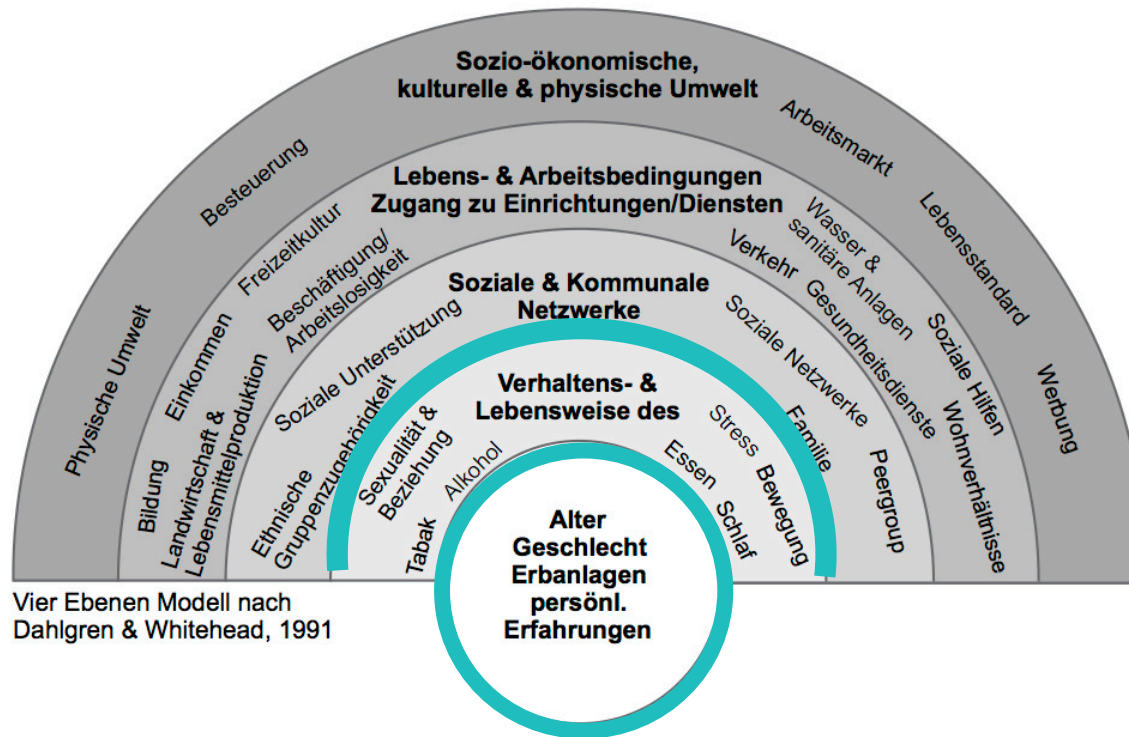 Sozio-ökonomische,
kulturelle & physische Umwelt
Physische Umwelt
Besteuerung
Arbeitsmarkt
Lebensstandard
Werbung
Lebens- & Arbeitsbedingungen
Zugang zu Einrichtungen/Diensten
Bildung
Landwirtschaft &
Lebensmittelproduktion
Einkommen
Freizeitkultur
Beschäftigung/
Arbeitslosigkeit
Verkehr
Wasser &
sanitäre Anlagen
Gesundheitsdienste
Soziale Hilfen
Wohnverhältnisse
Soziale & Kommunale
Netzwerke
Ethnische
Gruppenzugehörigkeit
Soziale Unterstützung
Soziale Netzwerke
Familie
Peergroup
Verhaltens- &
Lebensweise des
Tabak
Alkohol
Sexualität &
Beziehung
Essen
Stress
Schlaf
Bewegung
Alter
Geschlecht
Erbanlagen
persönl.
Erfahrungen
Vier Ebenen Modell nach
Dahlgren & Whitehead, 1991